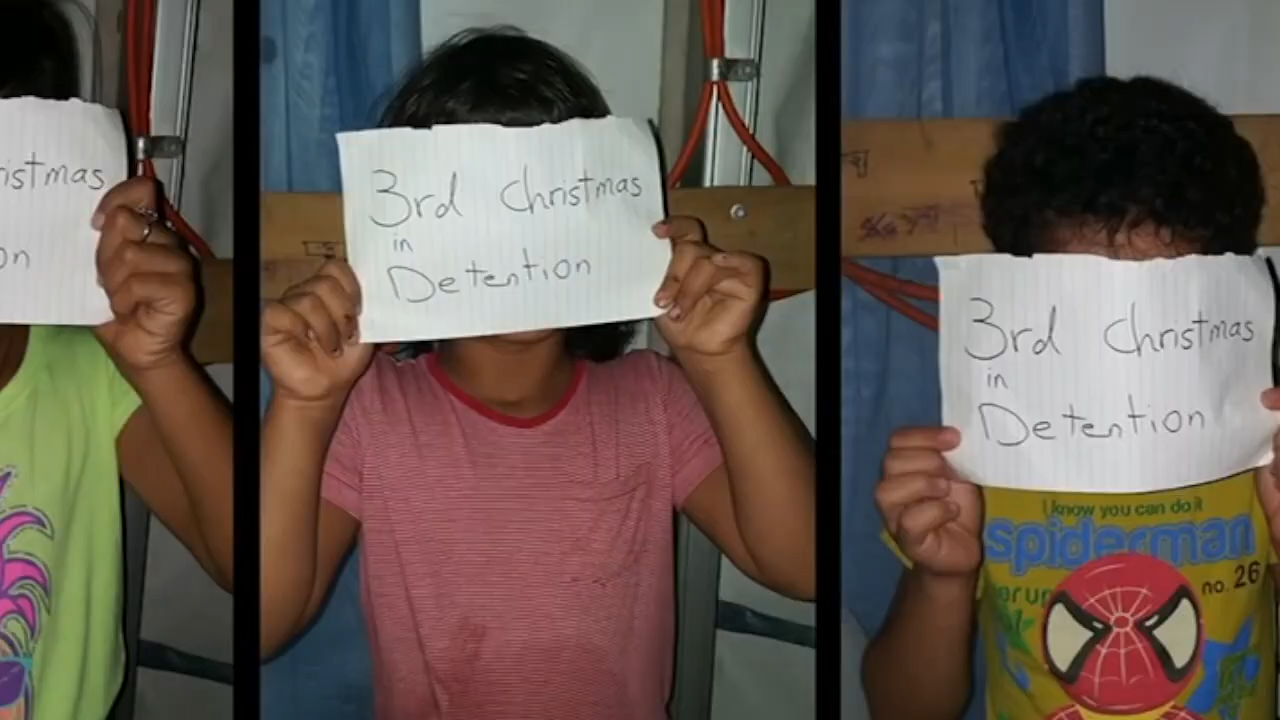 ristmas
on
3rd Christmas
in
Detention
3rd Christmas
in
Detention
I know you can do it
spiderman
no. 26